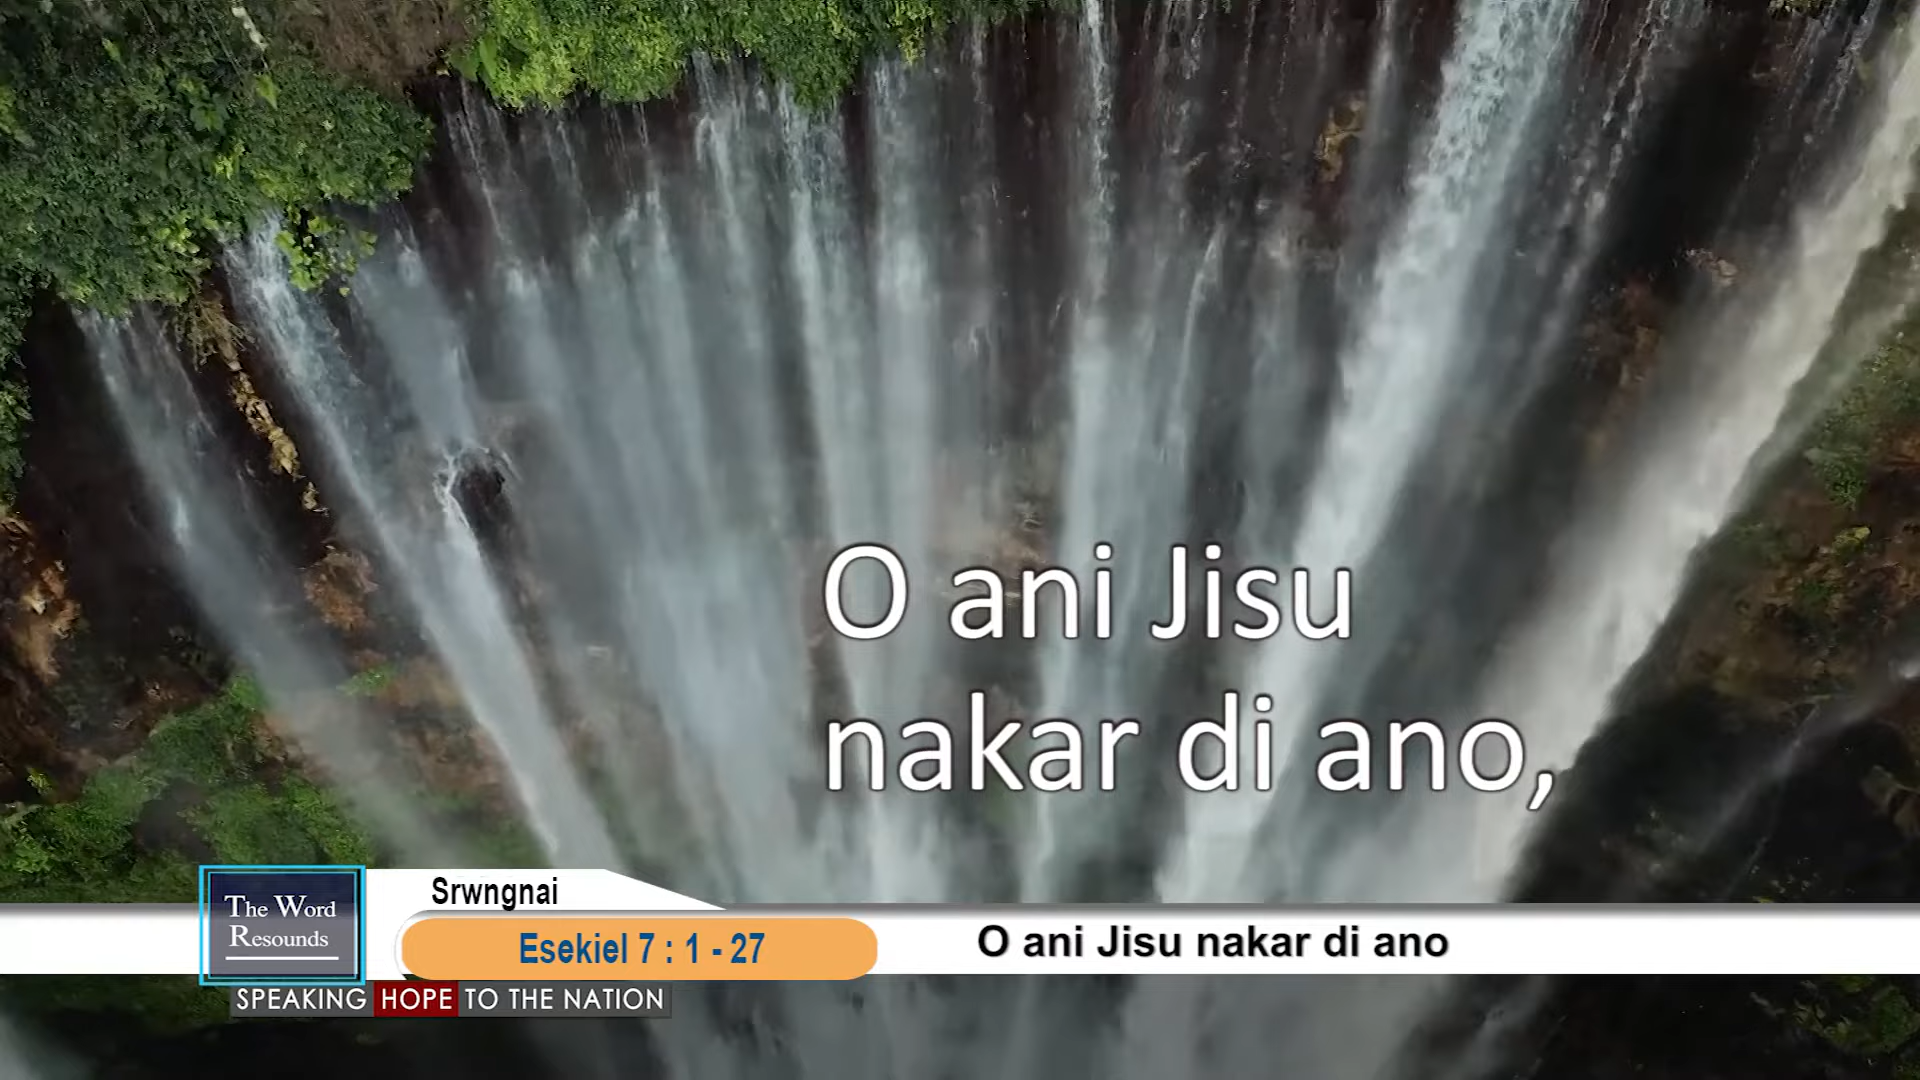 O ani Jisu
nakar di ano,
Srwngnai
The Word
Resounds
Esekiel 7 : 1 - 27
O ani Jisu nakar di ano
SPEAKING HOPE TO THE NATION